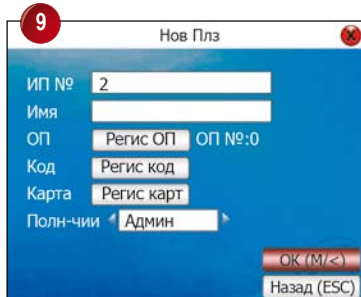 9
Нов Плз
ИП № 2
Имя
ОП Регис ОП ОП №:0
Код Регис код
Карта Регис карт
Полн-чии Админ
OK (M/<)
Назад (ESC)